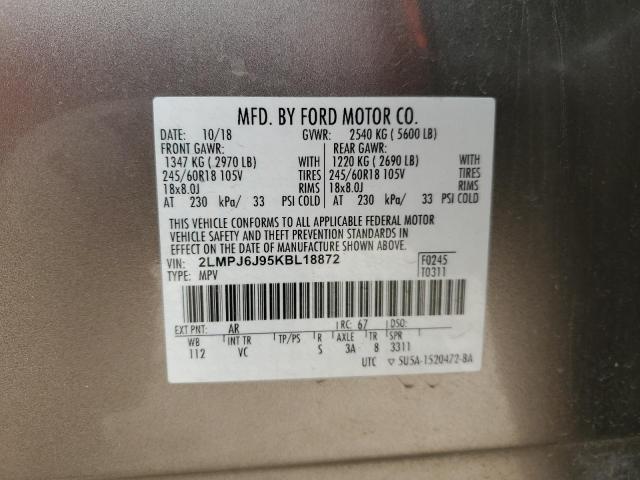 MFD. BY FORD MOTOR CO.
DATE: 10/18 GVWR: 2540 KG ( 5600 LB)
FRONT GAWR: REAR GAWR:
1347 KG ( 2970 LB) WITH 1220 KG ( 2690 LB) WITH
245/60R18 105V TIRES 245/60R18 105V TIRES
18x8.0J RIMS 18x8.0J RIMS
AT 230 kPa/ 33 PSI COLD AT 230 kPa/ 33 PSI COLD
THIS VEHICLE CONFORMS TO ALL APPLICABLE FEDERAL MOTOR
VEHICLE SAFETY AND THEFT PREVENTION STANDARDS IN
EFFECT ON THE DATE OF MANUFACTURE SHOWN ABOVE.
VIN: 2LMPJ6J95KBL18872 F0245
TYPE: MPV T0311
EXT PNT: AR RC: 67 DSO:
WB INT TR TP/PS R AXLE TR SPR
112 VC S 3A 8 3311
UTC ▽ 5U5A-1520472-BA